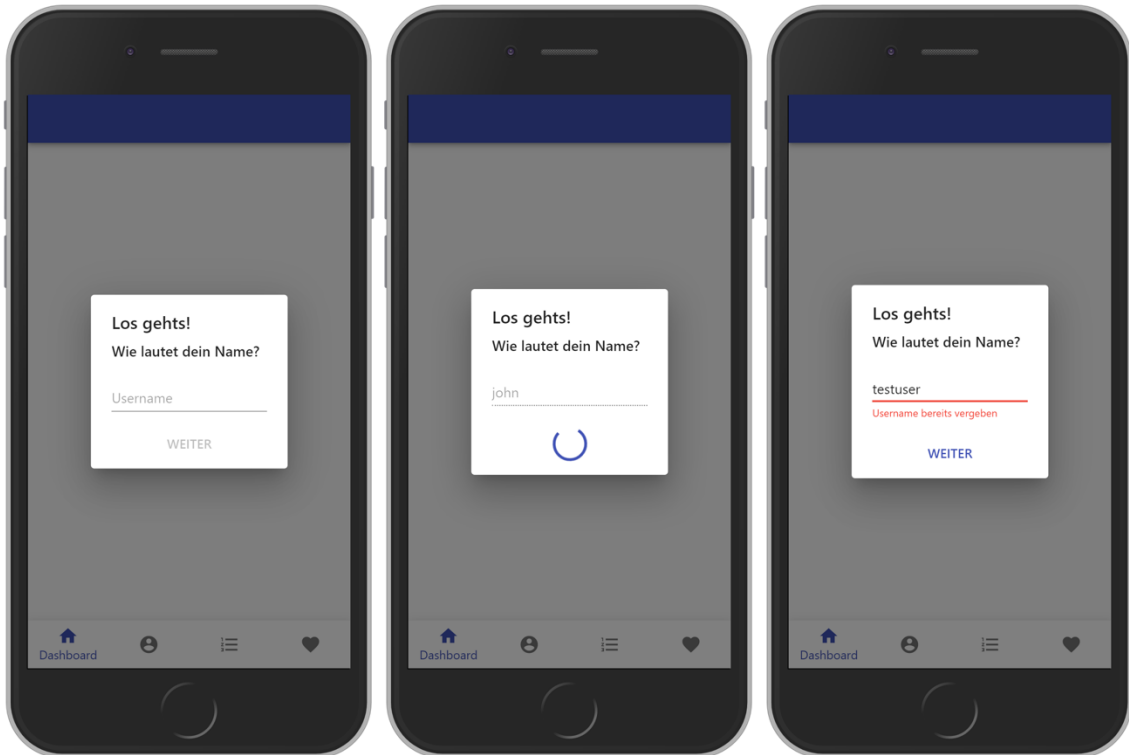 Los gehts!
Wie lautet dein Name?
Username
WEITER
Dashboard
Los gehts!
Wie lautet dein Name?
john
Dashboard
Los gehts!
Wie lautet dein Name?
testuser
Username bereits vergeben
WEITER
Dashboard